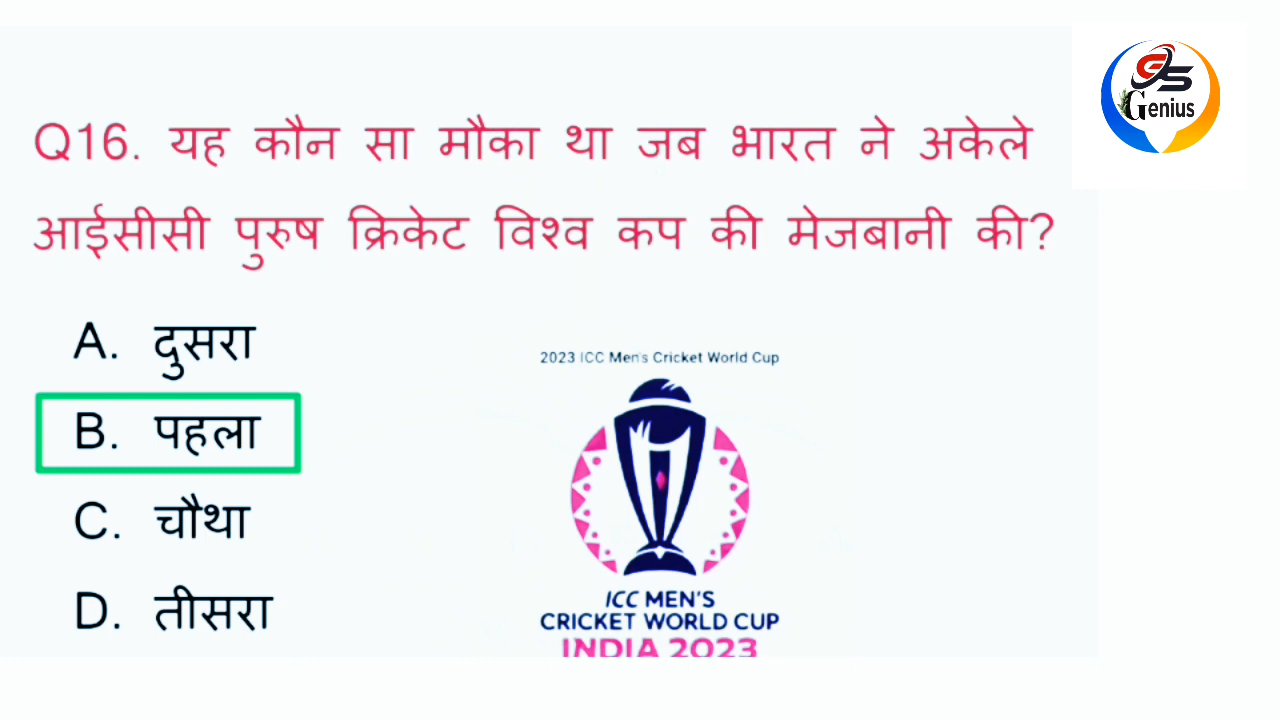 GS
Genius
Q16. यह कौन सा मौका था जब भारत ने अकेले
आईसीसी पुरुष क्रिकेट विश्व कप की मेजबानी की?
A. दुसरा
B. पहला
C. चौथा
D. तीसरा
2023 ICC Men's Cricket World Cup
ICC MEN'S
CRICKET WORLD CUP
INDIA 2023